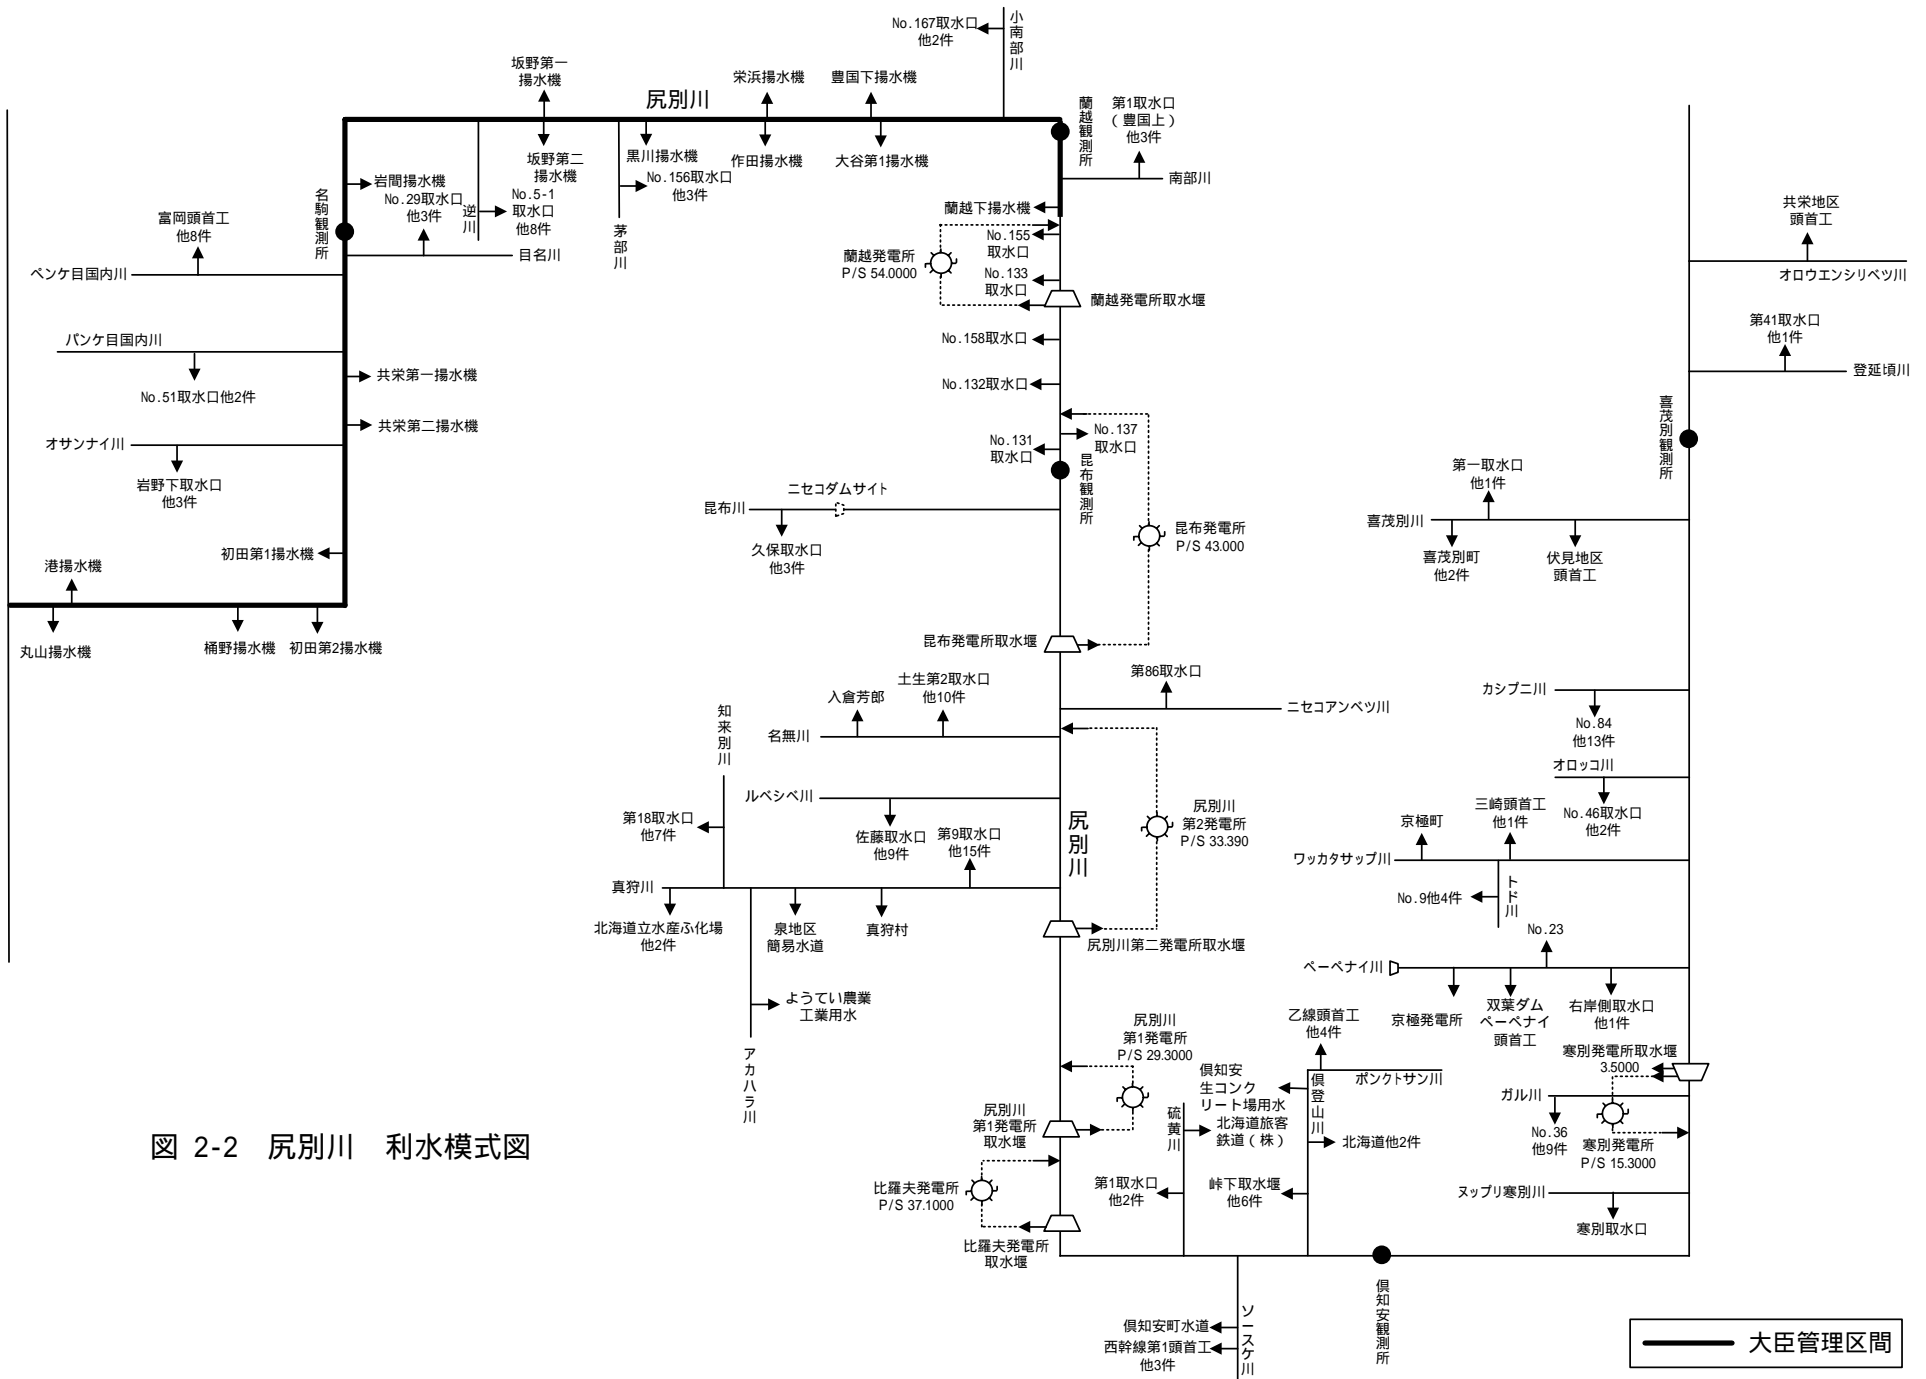 No.167取水口
他2件
小南部川
坂野第一
揚水機
尻別川
栄浜揚水機
豊国下揚水機
蘭越観測所
第1取水口
（豊国上）
他3件
南部川
坂野第二
揚水機
黒川揚水機
作田揚水機
大谷第1揚水機
No.156取水口
他3件
茅部川
岩間揚水機
No.29取水口
他3件
逆川
No.5-1
取水口
他8件
目名川
名駒観測所
富岡頭首工
他8件
ペンケ目国内川
パンケ目国内川
No.51取水口他2件
共栄第一揚水機
共栄第二揚水機
オサンナイ川
岩野下取水口
他3件
初田第1揚水機
港揚水機
丸山揚水機
桶野揚水機
初田第2揚水機
蘭越下揚水機
No.155
取水口
蘭越発電所
P/S 54.0000
No.133
取水口
蘭越発電所取水堰
No.158取水口
No.132取水口
No.131
取水口
No.137
取水口
昆布観測所
ニセコダムサイト
昆布川
久保取水口
他3件
昆布発電所
P/S 43.000
昆布発電所取水堰
第86取水口
ニセコアンベツ川
入倉芳郎
土生第2取水口
他10件
名無川
知来別川
ルベシベ川
佐藤取水口
他9件
第18取水口
他7件
第9取水口
他15件
真狩川
北海道立水産ふ化場
他2件
泉地区
簡易水道
真狩村
ようてい農業
工業用水
アカハラ川
尻別川
尻別川
第2発電所
P/S 33.390
尻別川第二発電所取水堰
尻別川
第1発電所
P/S 29.3000
尻別川
第1発電所
取水堰
比羅夫発電所
P/S 37.1000
比羅夫発電所
取水堰
硫黄川
第1取水口
他2件
北海道旅客
鉄道（株）
倶知安
生コンク
リート場用水
乙線頭首工
他4件
ポンクトサン川
倶登山川
北海道他2件
峠下取水堰
他6件
倶知安町水道
西幹線第1頭首工
他3件
ソースケ川
倶知安観測所
共栄地区
頭首工
オロウエンシリベツ川
第41取水口
他1件
登延頃川
喜茂別観測所
第一取水口
他1件
喜茂別川
喜茂別町
他2件
伏見地区
頭首工
カシプニ川
No.84
他13件
オロッコ川
No.46取水口
他2件
京極町
三崎頭首工
他1件
ワッカタサップ川
No.9他4件
トド川
No.23
ペーペナイ川
京極発電所
双葉ダム
ペーペナイ
頭首工
右岸側取水口
他1件
寒別発電所取水堰
3.5000
ガル川
No.36
他9件
寒別発電所
P/S 15.3000
ヌップリ寒別川
寒別取水口
図 2-2　尻別川　利水模式図
大臣管理区間